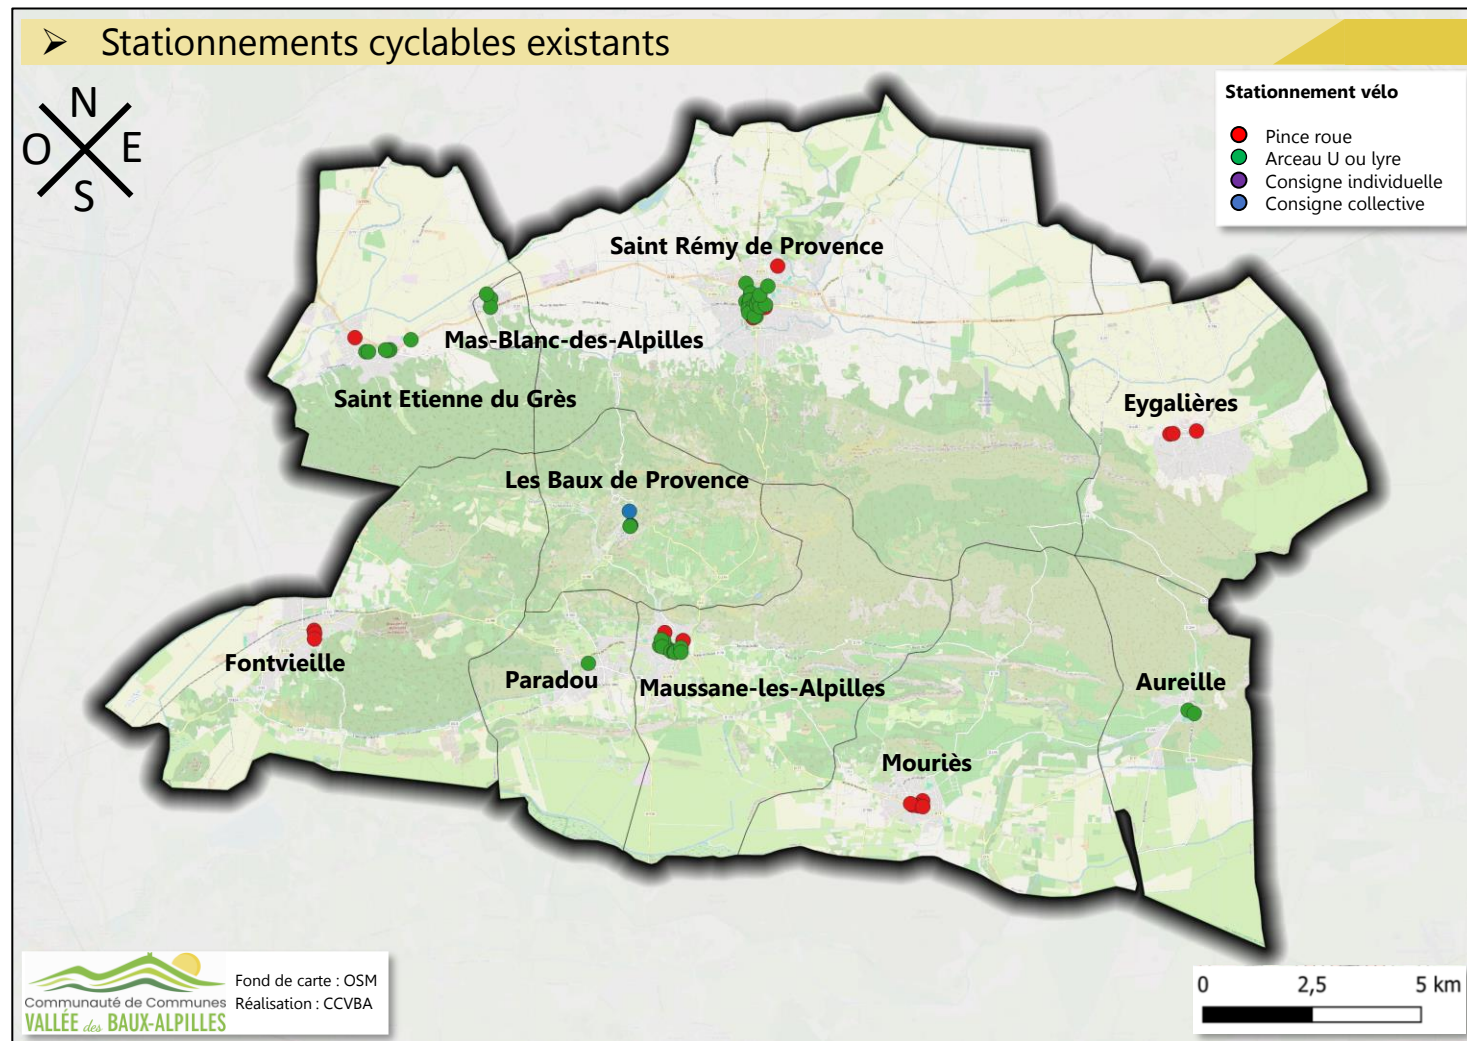 ➢ Stationnements cyclables existants
N
O E
S
Stationnement vélo
Pince roue
Arceau U ou lyre
Consigne individuelle
Consigne collective
Saint Rémy de Provence
Mas-Blanc-des-Alpilles
Saint Etienne du Grès
Eygalières
Les Baux de Provence
Fontvieille
Paradou
Maussane-les-Alpilles
Aureille
Mouriès
Communauté de Communes
VALLÉE des BAUX-ALPILLES
Fond de carte : OSM
Réalisation : CCVBA
0 2,5 5 km